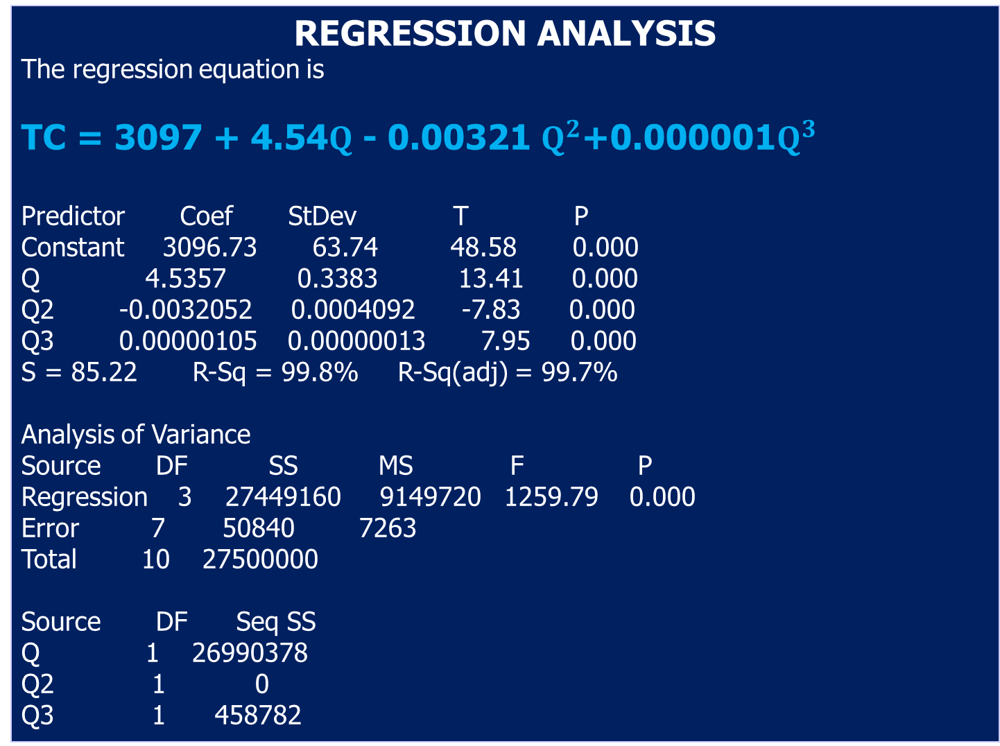 REGRESSION ANALYSIS
The regression equation is
TC = 3097 + 4.54Q - 0.00321 Q²+0.000001Q³
Predictor Coef StDev T P
Constant 3096.73 63.74 48.58 0.000
Q 4.5357 0.3383 13.41 0.000
Q2 -0.0032052 0.0004092 -7.83 0.000
Q3 0.00000105 0.00000013 7.95 0.000
S = 85.22 R-Sq = 99.8% R-Sq(adj) = 99.7%
Analysis of Variance
Source DF SS MS F P
Regression 3 27449160 9149720 1259.79 0.000
Error 7 50840 7263
Total 10 27500000
Source DF Seq SS
Q 1 26990378
Q2 1 0
Q3 1 458782